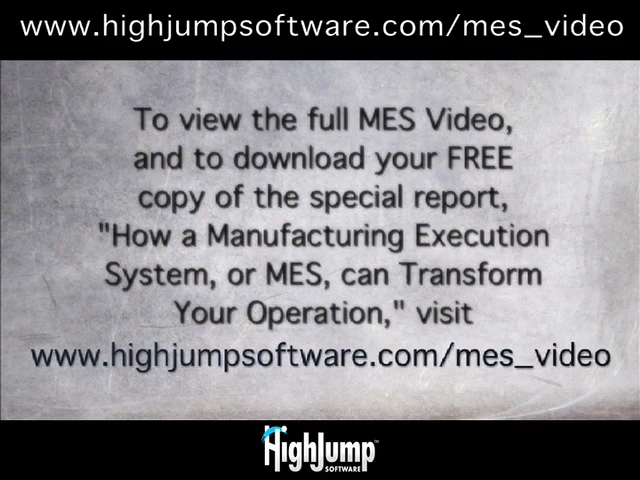 www.highjumpsoftware.com/mes_video
To view the full MES Video,
and to download your FREE
copy of the special report,
"How a Manufacturing Execution
System, or MES, can Transform
Your Operation," visit
www.highjumpsoftware.com/mes_video
HighJump™
SOFTWARE